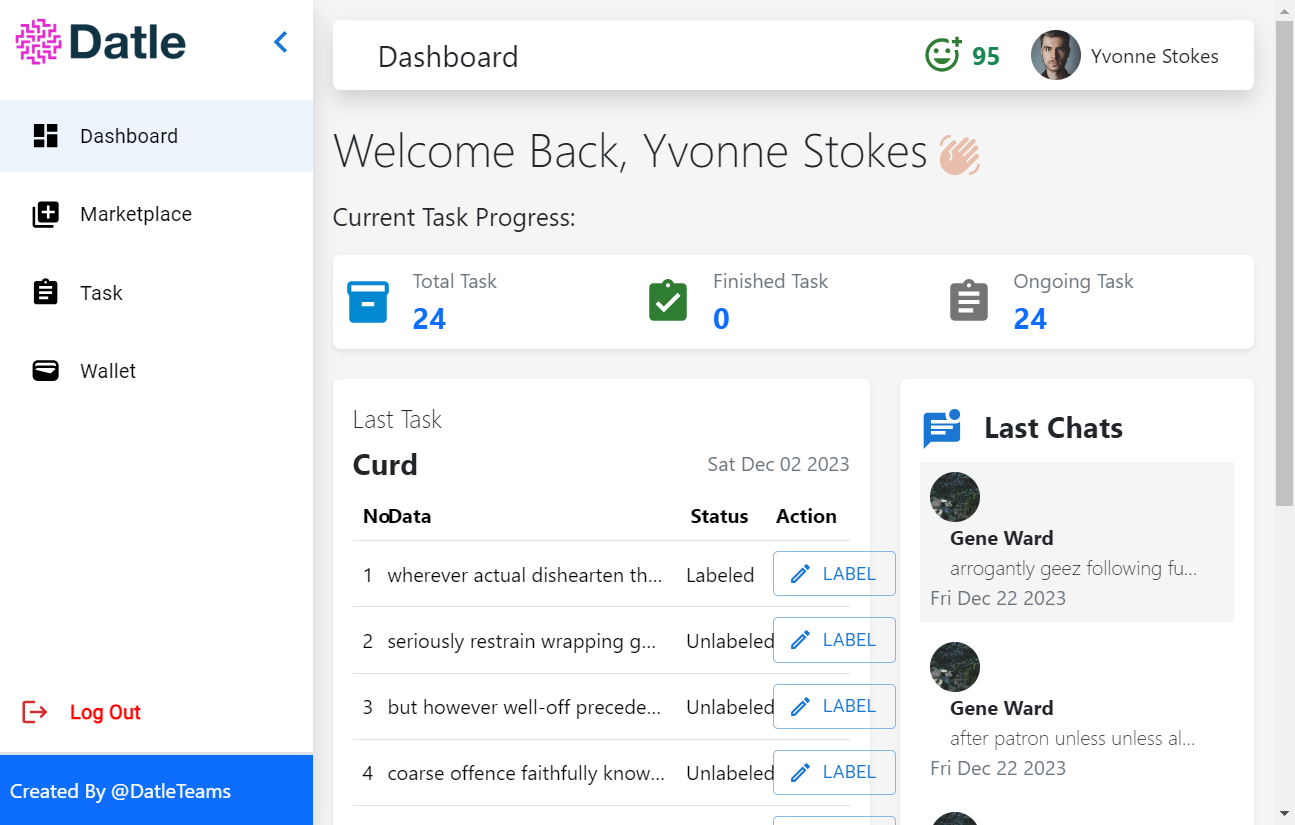 Datle
Dashboard
Marketplace
Task
Wallet
Log Out
Created By @DatleTeams
Dashboard
95
Yvonne Stokes
Welcome Back, Yvonne Stokes
Current Task Progress:
Total Task
24
Finished Task
0
Ongoing Task
24
Last Task
Curd
Sat Dec 02 2023
No Data Status Action
1 wherever actual dishearten th... Labeled LABEL
2 seriously restrain wrapping g... Unlabeled LABEL
3 but however well-off precede... Unlabeled LABEL
4 coarse offence faithfully know... Unlabeled LABEL
Last Chats
Gene Ward
arrogantly geez following fu...
Fri Dec 22 2023
Gene Ward
after patron unless unless al...
Fri Dec 22 2023